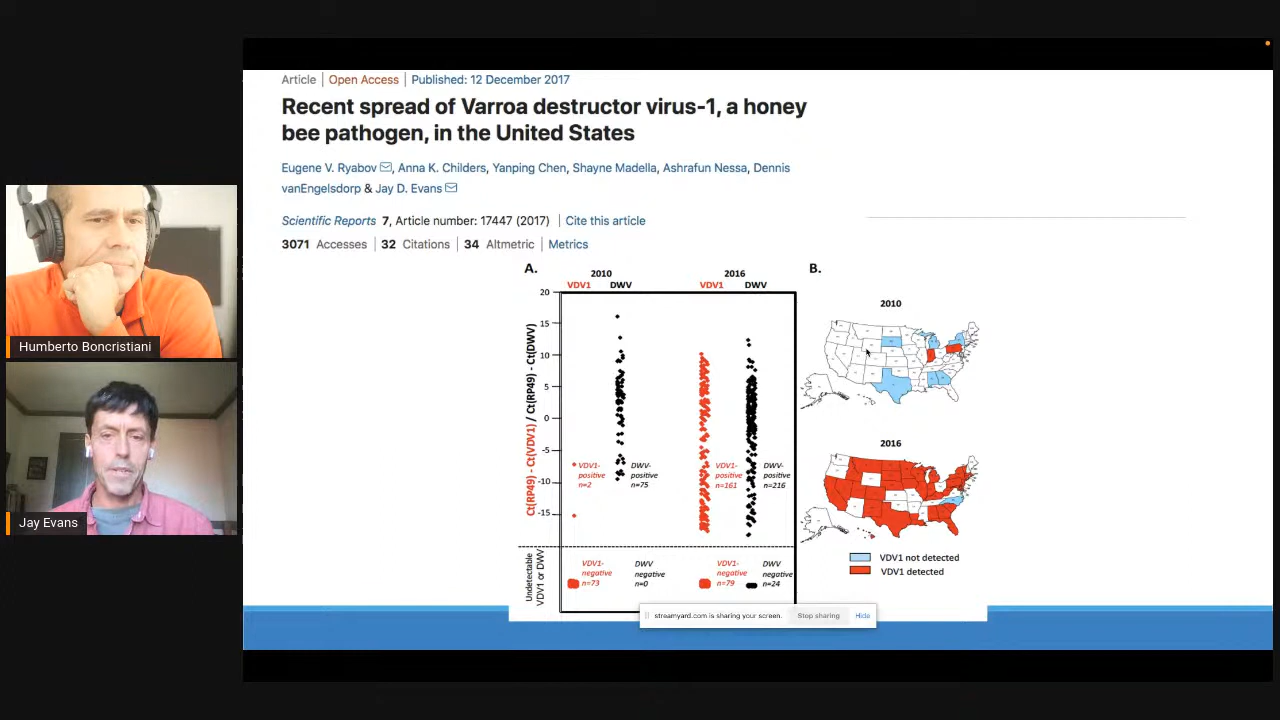 Article | Open Access | Published: 12 December 2017
Recent spread of Varroa destructor virus-1, a honey
bee pathogen, in the United States
Eugene V. Ryabov, Anna K. Childers, Yanping Chen, Shayne Madella, Ashrafun Nessa, Dennis
vanEngelsdorp & Jay D. Evans
Scientific Reports 7, Article number: 17447 (2017) | Cite this article
3071 Accesses | 32 Citations | 34 Altmetric | Metrics
Humberto Boncristiani
Jay Evans
A.
2010
2016
VDV1 DWV
VDV1 DWV
Ct(RP49) - Ct(VDV1) / Ct(RP49) - Ct(DWV)
20
15
10
5
0
-5
-10
-15
VDV1-
positive
n=2
DWV-
positive
n=75
VDV1-
positive
n=161
DWV-
positive
n=216
Undetectable
VDV1 or DWV
VDV1-
negative
n=73
DWV
negative
n=0
VDV1-
negative
n=79
DWV
negative
n=24
B.
2010
2016
VDV1 not detected
VDV1 detected
streamyard.com is sharing your screen.
Stop sharing
Hide